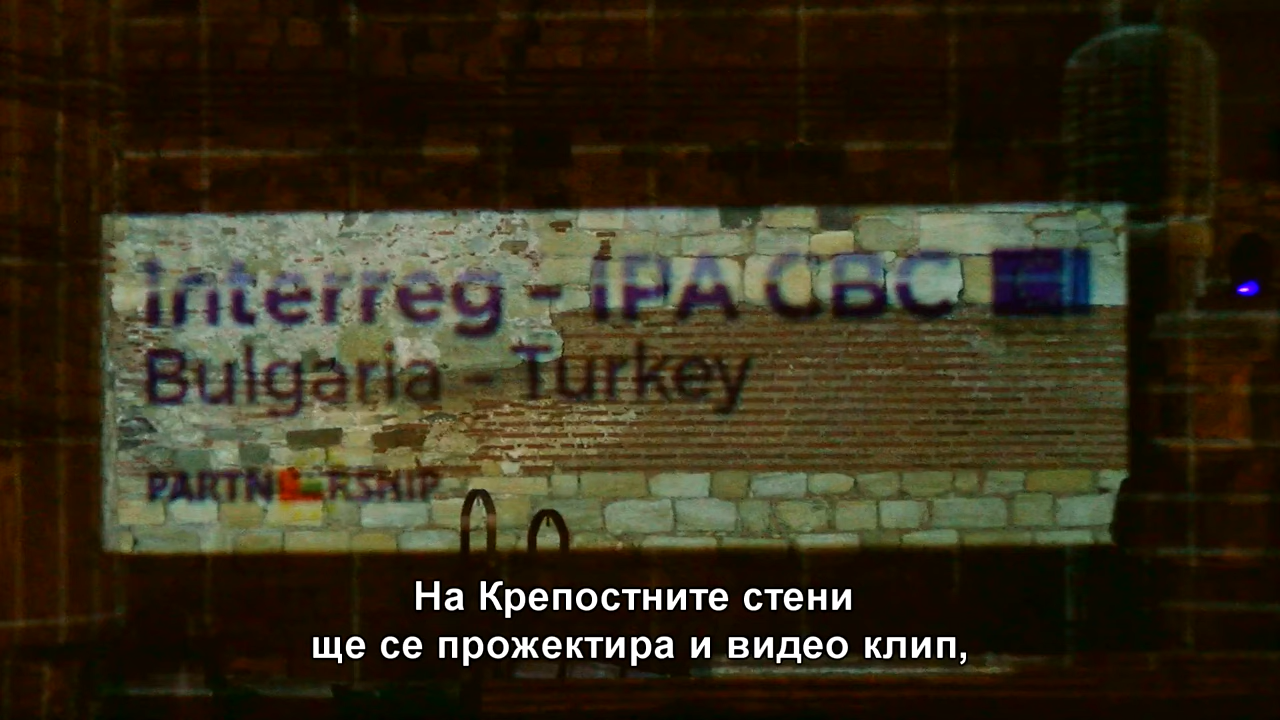 Interreg - IPA CBC
Bulgaria - Turkey
PARTNERSHIP
На Крепостните стени
ще се прожектира и видео клип,